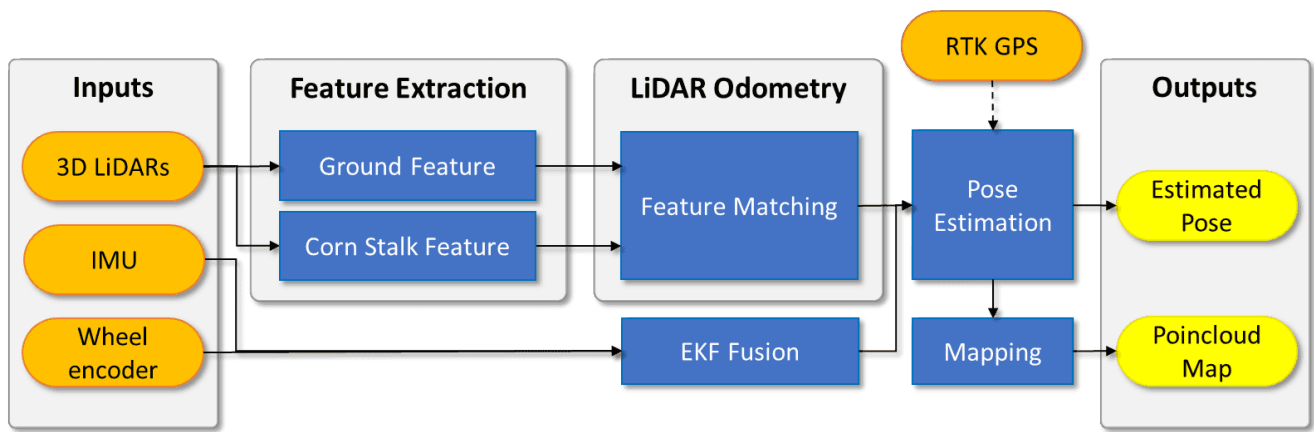 RTK GPS
Inputs
Feature Extraction
LiDAR Odometry
Outputs
3D LiDARs
Ground Feature
Feature Matching
Pose
Estimation
Estimated
Pose
Corn Stalk Feature
IMU
Wheel
encoder
EKF Fusion
Mapping
Poincloud
Map